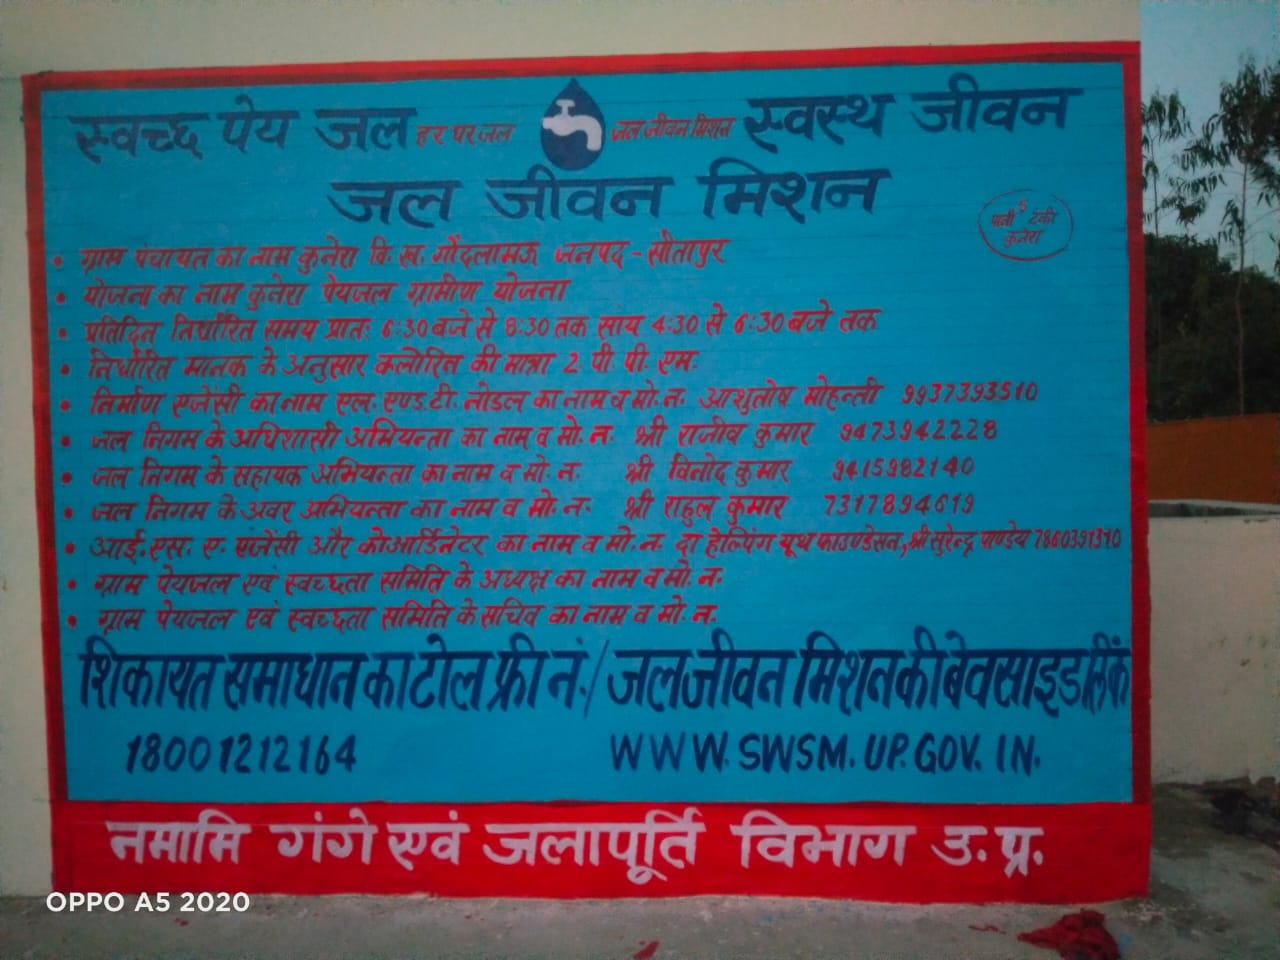 स्वच्छ पेय जल हर घर जल जल जीवन मिशन स्वस्थ जीवन
जल जीवन मिशन
पानी टंकी
कुनेरा
• ग्राम पंचायत का नाम कुनेरा वि. ख. गोंदलामऊ जनपद - सीतापुर
• योजना का नाम कुनेरा पेयजल ग्रामीण योजता
• प्रतिदिन निर्धारित समय प्रातः 6:30 बजे से 8:30 तक सायं 4:30 से 6:30 बजे तक
• निर्धारित मानक के अनुसार कलोरिन की मात्रा 2 पी पी. एम.
• निर्माण एजेंसी का नाम एल. एण्ड. टी. नोडल का नाम व मो. न. आशुतोष मोहन्ती 9937393510
• जल निगम के अधिशासी अभियन्ता का नाम व मो. न. श्री राजीव कुमार 9473942228
• जल निगम के सहायक अभियन्ता का नाम व मो. न. श्री विनोद कुमार 9415982140
• जल निगम के अवर अभियन्ता का नाम व मो. न. श्री राहुल कुमार 7317894619
• आई. एस. ए. एजेंसी और कोआर्डिनेटर का नाम व मो. न. दा हेल्पिंग यूथ फाउण्डेसन, श्री सुरेन्द्र पाण्डेय 7860391310
• ग्राम पेयजल एवं स्वच्छता समिति के अध्यक्ष का नाम व मो. न.
• ग्राम पेयजल एवं स्वच्छता समिति के सचिव का नाम व मो. न.
शिकायत समाधान का टोल फ्री नं. / जल जीवन मिशन की बेवसाइड लिंक
18001212164 WWW.SWSM.UP.GOV.IN.
नमामि गंगे एवं जलापूर्ति विभाग उ. प्र.
OPPO A5 2020